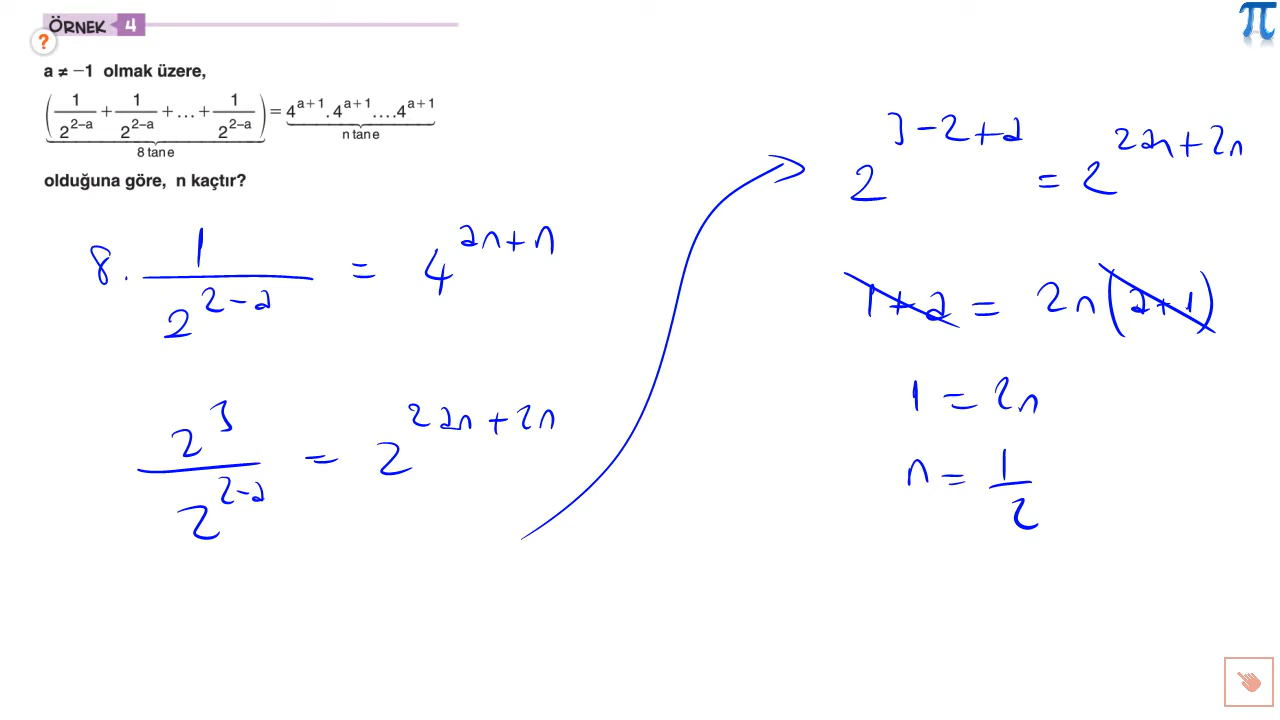 ÖRNEK 4
?
π
a ≠ −1 olmak üzere,
(1/2^(2−a) + 1/2^(2−a) + ... + 1/2^(2−a)) = 4^(a+1) . 4^(a+1) .... 4^(a+1)
8 tane n tane
olduğuna göre, n kaçtır?
8 . 1/2^(2−a) = 4^(an+n)
2^3/2^(2−a) = 2^(2an+2n)
2^(3−2+a) = 2^(2an+2n)
1+a = 2n(a+1)
1 = 2n
n = 1/2